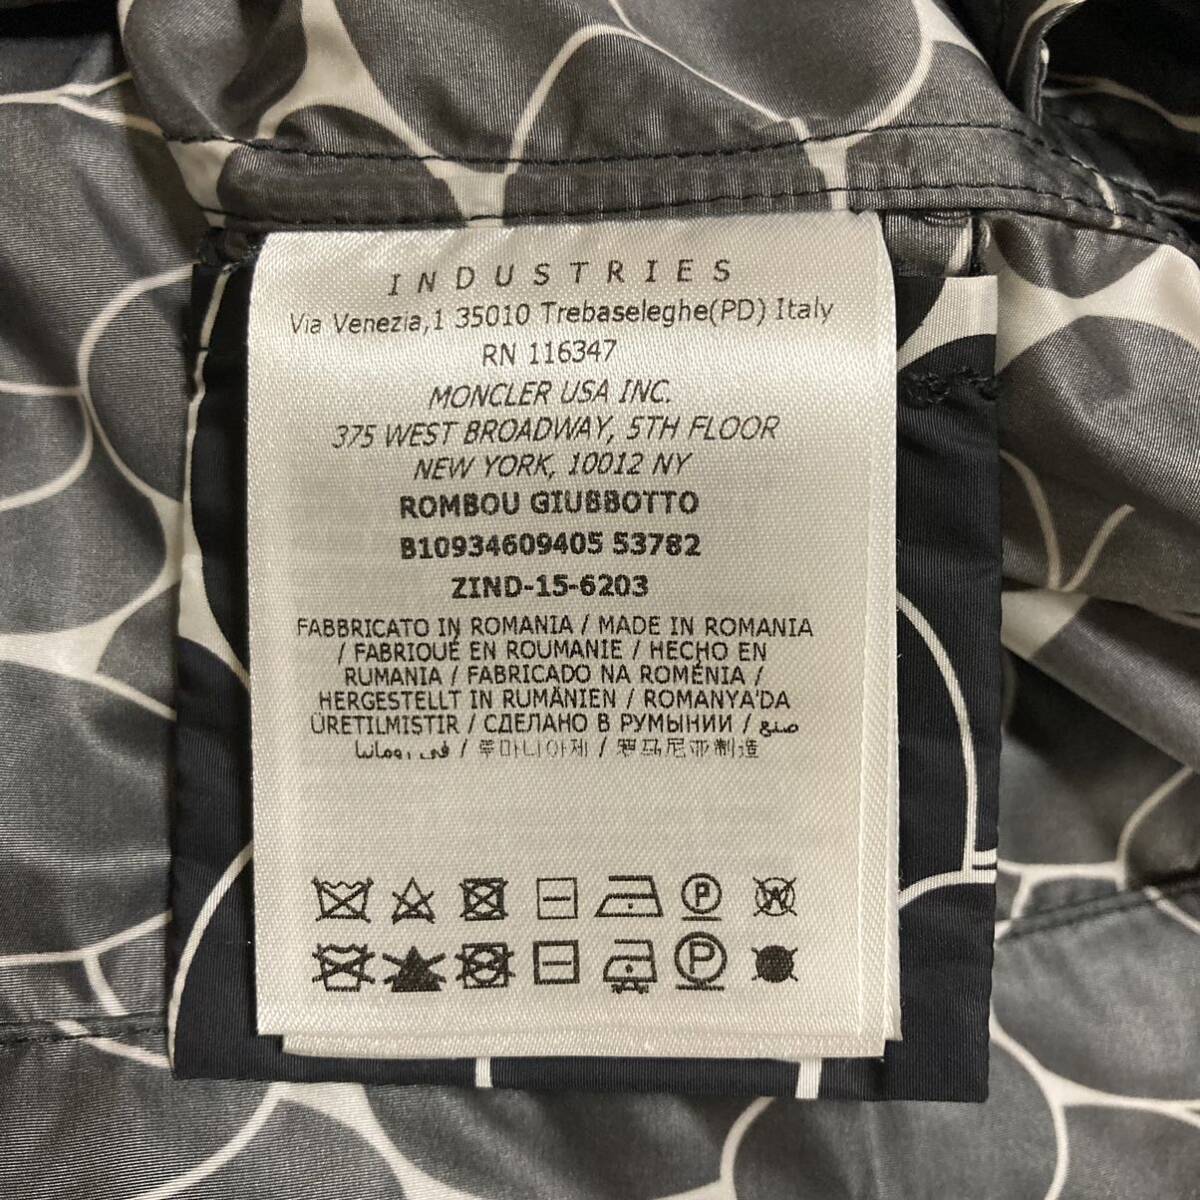 INDUSTRIES
Via Venezia,1 35010 Trebaseleghe(PD) Italy
RN 116347
MONCLER USA INC.
375 WEST BROADWAY, 5TH FLOOR
NEW YORK, 10012 NY
ROMBOU GIUBBOTTO
B10934609405 53782
ZIND-15-6203
FABBRICATO IN ROMANIA / MADE IN ROMANIA
/ FABRIQUÉ EN ROUMANIE / HECHO EN
RUMANIA / FABRICADO NA ROMÉNIA /
HERGESTELLT IN RUMÄNIEN / ROMANYA'DA
ÜRETILMISTIR / СДЕЛАНО В РУМЫНИИ / صنع
في رومانيا / 루마니아제 / 罗马尼亚制造
P W
P